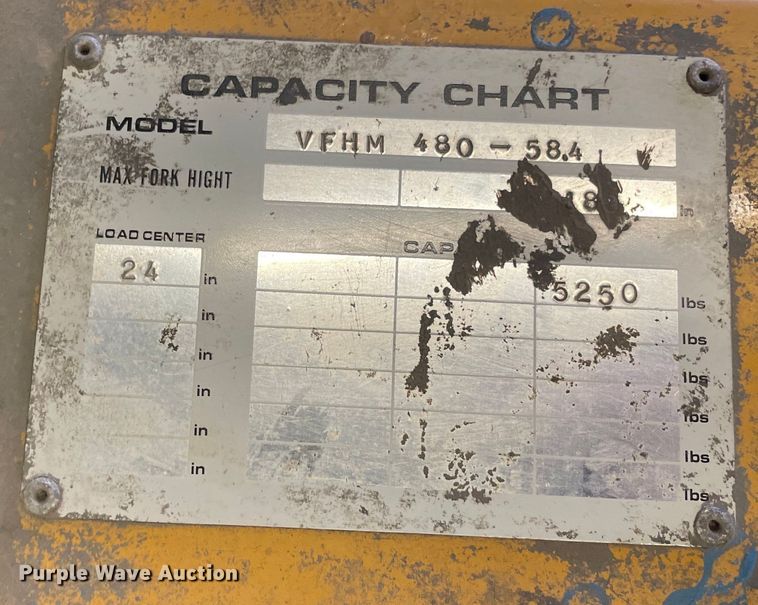 CAPACITY CHART
MODEL VFHM 480-58.4
MAX FORK HIGHT in
LOAD CENTER
24 in 5250 lbs
in lbs
in lbs
in lbs
in lbs
in lbs
Purple Wave Auction